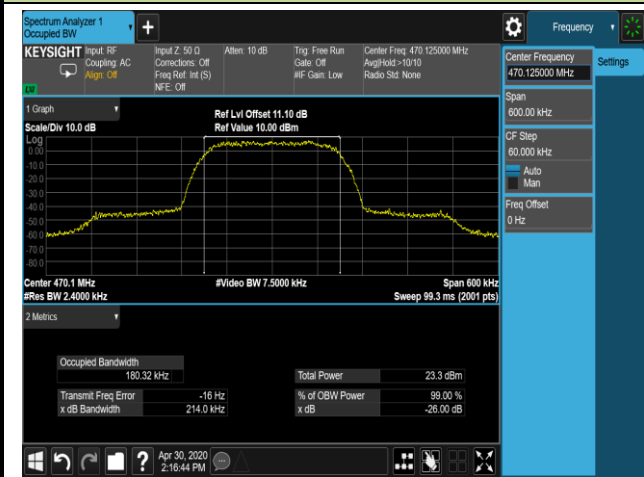 Spectrum Analyzer 1
Occupied BW
Frequency
KEYSIGHT
Input: RF
Coupling: AC
Align: Off
Input Z: 50 Ω
Corrections: Off
Freq Ref: Int (S)
NFE: Off
Atten: 10 dB
Trig: Free Run
Gate: Off
#IF Gain: Low
Center Freq: 470.125000 MHz
Avg|Hold:>10/10
Radio Std: None
LXI
Center Frequency
470.125000 MHz
Settings
Span
600.00 kHz
CF Step
60.000 kHz
Auto
Man
Freq Offset
0 Hz
1 Graph
Scale/Div 10.0 dB
Ref Lvl Offset 11.10 dB
Ref Value 10.00 dBm
Log
0.00
-10.0
-20.0
-30.0
-40.0
-50.0
-60.0
-70.0
-80.0
Center 470.1 MHz
#Video BW 7.5000 kHz
Span 600 kHz
#Res BW 2.4000 kHz
Sweep 99.3 ms (2001 pts)
2 Metrics
Occupied Bandwidth
180.32 kHz
Total Power
23.3 dBm
Transmit Freq Error
-16 Hz
% of OBW Power
99.00 %
x dB Bandwidth
214.0 kHz
x dB
-26.00 dB
?
Apr 30, 2020
2:16:44 PM